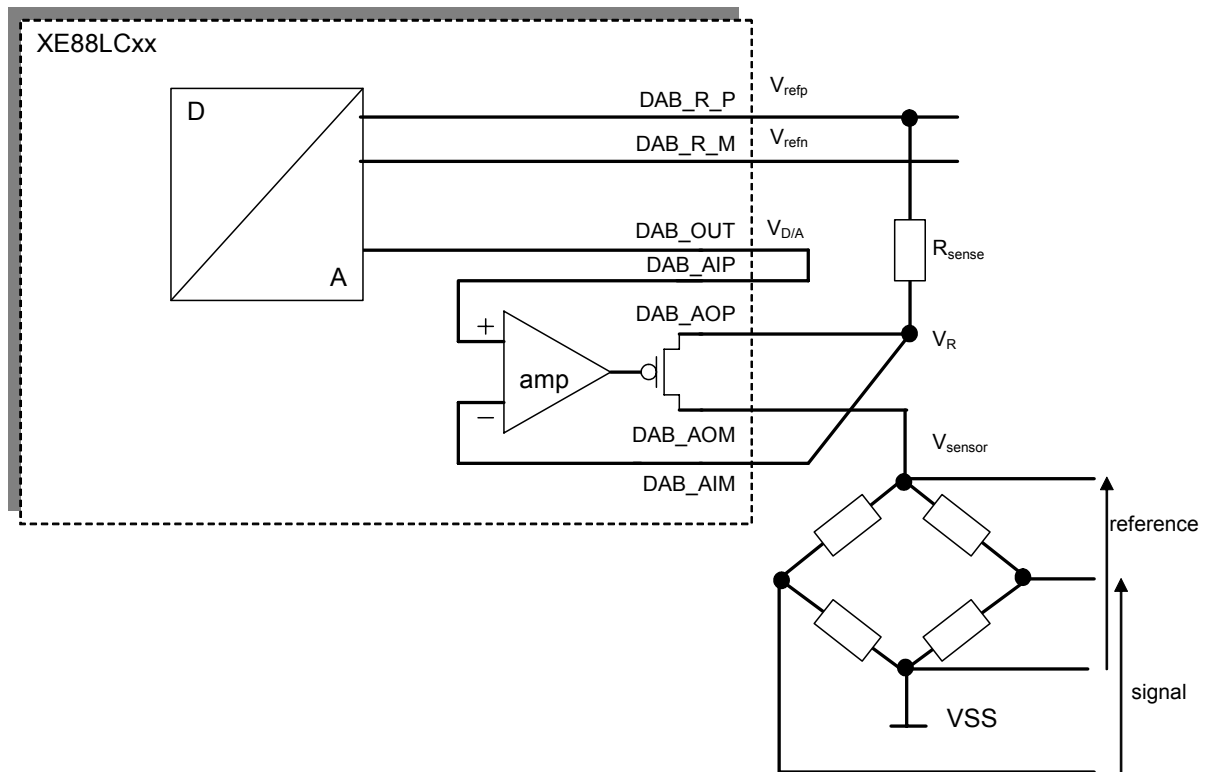 XE88LCxx
D
A
DAB_R_P
V_refp
DAB_R_M
V_refn
DAB_OUT
V_D/A
DAB_AIP
R_sense
+
amp
−
DAB_AOP
V_R
DAB_AOM
V_sensor
DAB_AIM
reference
signal
VSS